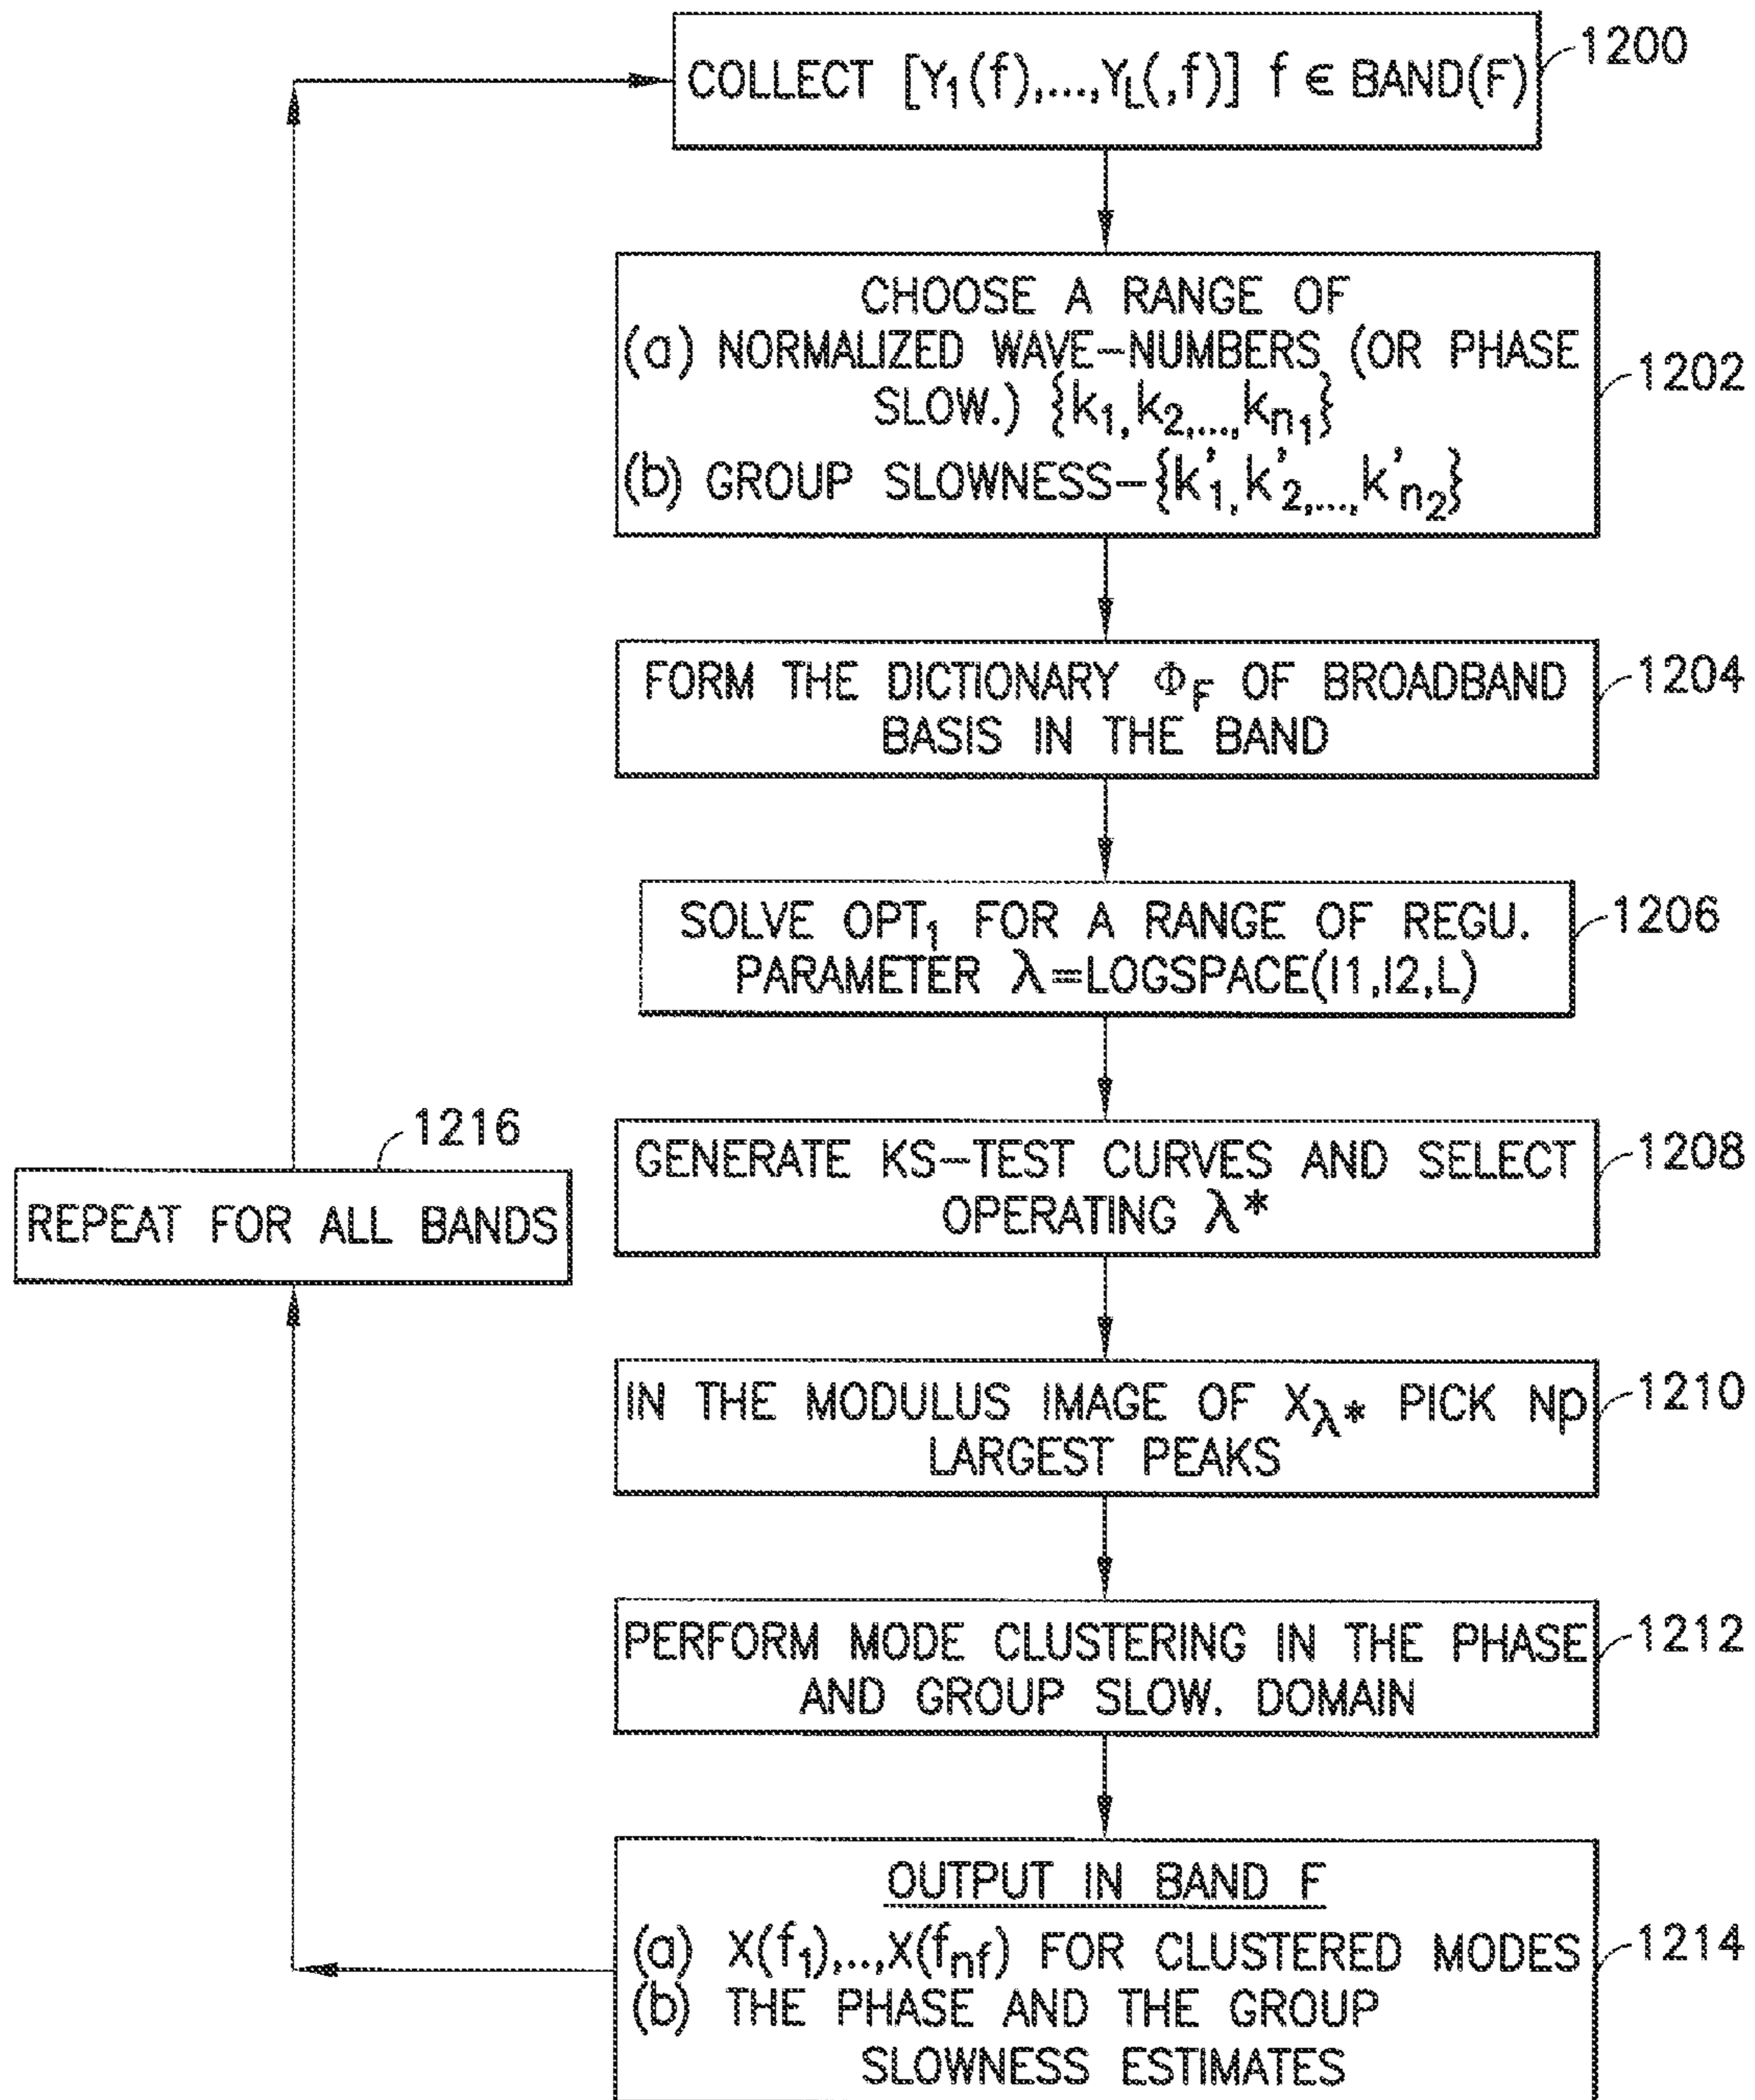 COLLECT [Y1(f),...,YL(,f)] f ∈ BAND(F)
1200
CHOOSE A RANGE OF
(a) NORMALIZED WAVE-NUMBERS (OR PHASE
SLOW.) {k1,k2,...,kn1}
(b) GROUP SLOWNESS-{k'1,k'2,...,k'n2}
1202
FORM THE DICTIONARY ΦF OF BROADBAND
BASIS IN THE BAND
1204
SOLVE OPT1 FOR A RANGE OF REGU.
PARAMETER λ=LOGSPACE(I1,I2,L)
1206
GENERATE KS-TEST CURVES AND SELECT
OPERATING λ*
1208
1216
REPEAT FOR ALL BANDS
IN THE MODULUS IMAGE OF Xλ* PICK Np
LARGEST PEAKS
1210
PERFORM MODE CLUSTERING IN THE PHASE
AND GROUP SLOW. DOMAIN
1212
OUTPUT IN BAND F
(a) X(f1),...,X(fnf) FOR CLUSTERED MODES
(b) THE PHASE AND THE GROUP
SLOWNESS ESTIMATES
1214